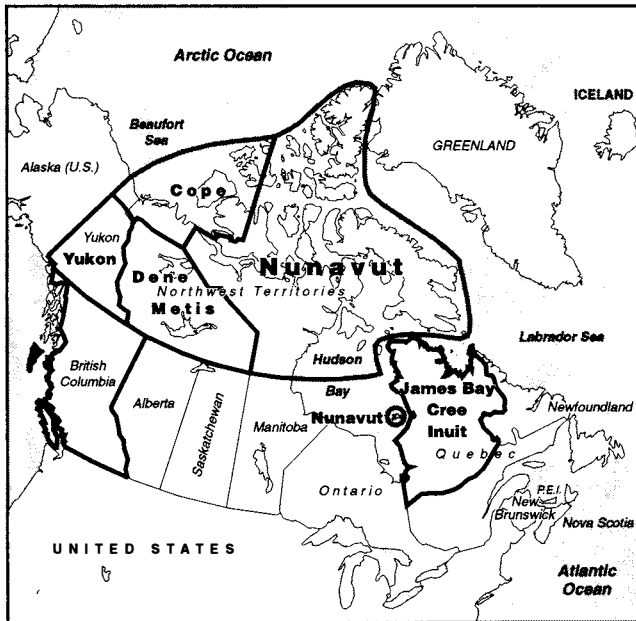 Arctic Ocean
ICELAND
Beaufort
Sea
GREENLAND
Alaska (U.S.)
Cope
Yukon
Yukon
Nunavut
Dene
Northwest Territories
Metis
Labrador Sea
Hudson
British
Columbia
Alberta
Saskatchewan
Manitoba
Bay
Nunavut
James Bay
Cree
Inuit
Newfoundland
Quebec
Ontario
P.E.I.
New
Brunswick
Nova Scotia
UNITED STATES
Atlantic
Ocean